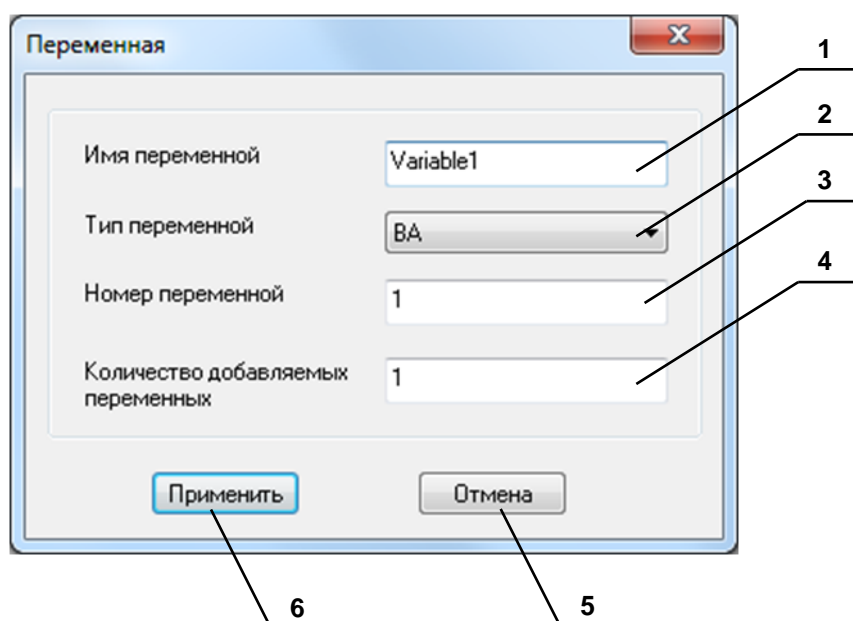 Переменная
1
2
Имя переменной
Variable1
3
Тип переменной
BA
4
Номер переменной
1
Количество добавляемых
переменных
1
Применить
Отмена
6
5